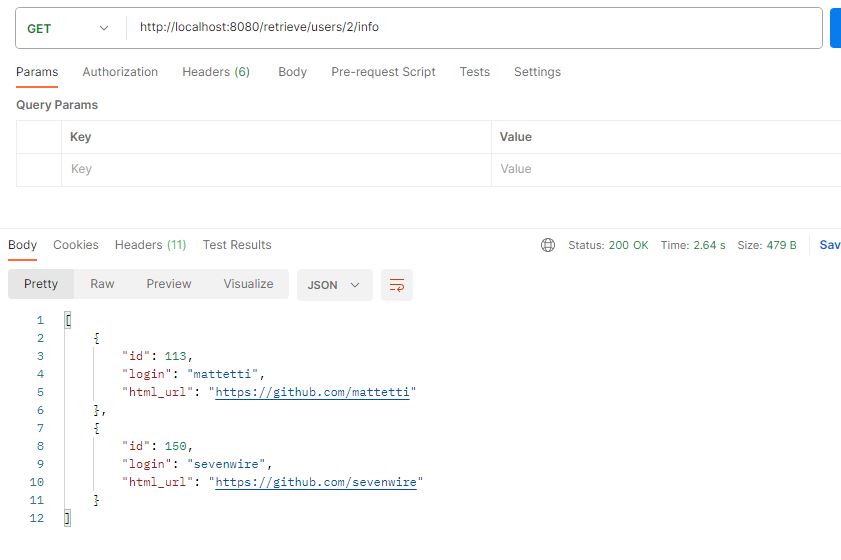 GET http://localhost:8080/retrieve/users/2/info
Params Authorization Headers (6) Body Pre-request Script Tests Settings
Query Params
Key Value
Key Value
Body Cookies Headers (11) Test Results Status: 200 OK Time: 2.64 s Size: 479 B Sav
Pretty Raw Preview Visualize JSON
1 [
2 {
3 "id": 113,
4 "login": "mattetti",
5 "html_url": "https://github.com/mattetti"
6 },
7 {
8 "id": 150,
9 "login": "sevenwire",
10 "html_url": "https://github.com/sevenwire"
11 }
12 ]